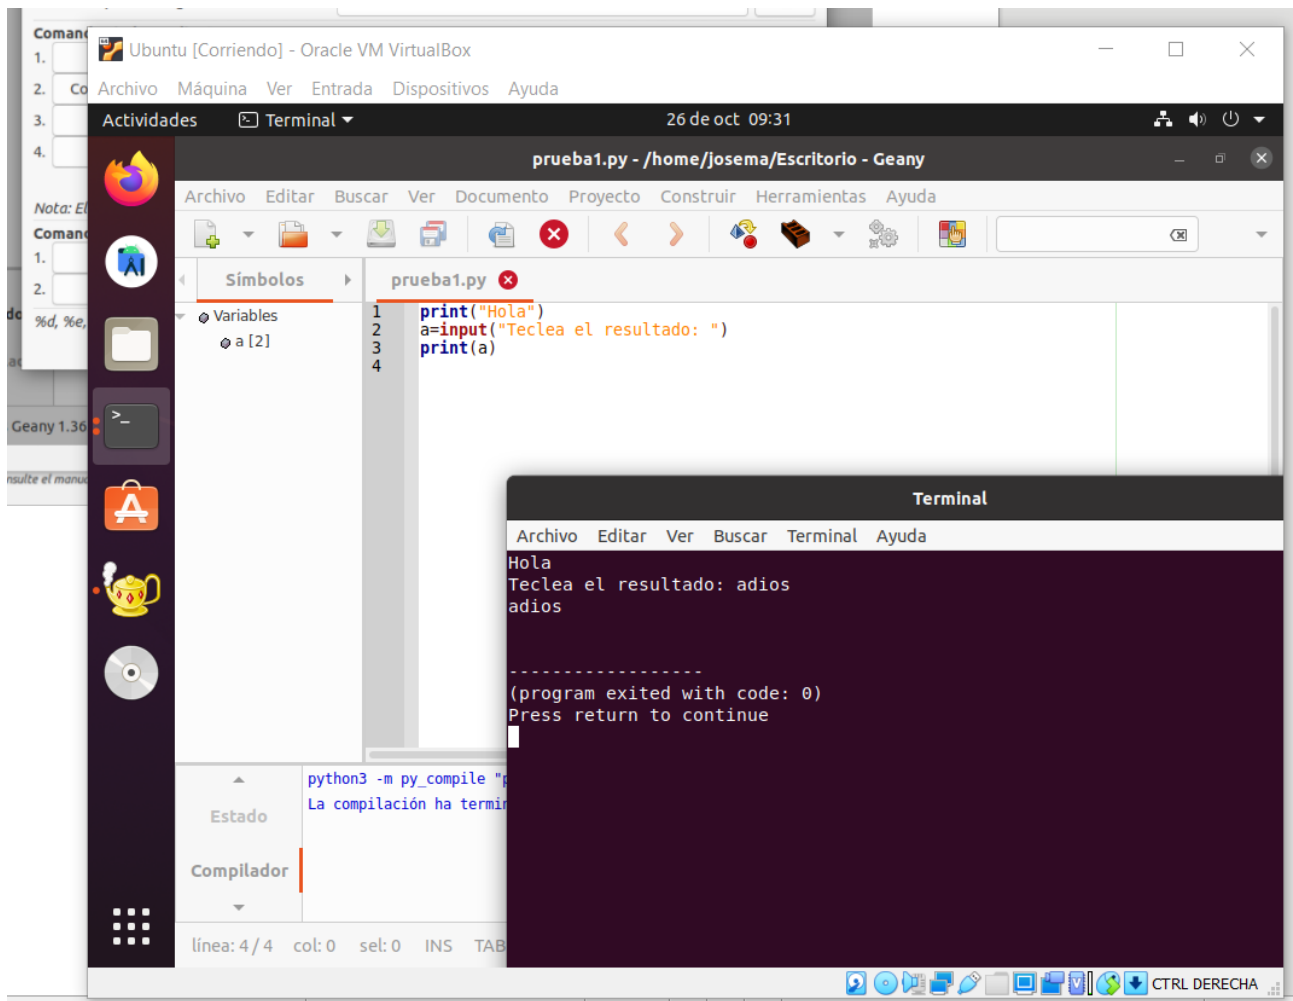 Comand
1.
Ubuntu [Corriendo] - Oracle VM VirtualBox
2. Co
Archivo Máquina Ver Entrada Dispositivos Ayuda
3.
Actividades Terminal 26 de oct 09:31
4.
prueba1.py - /home/josema/Escritorio - Geany
Archivo Editar Buscar Ver Documento Proyecto Construir Herramientas Ayuda
Nota: El
Comand
1.
2.
%d, %e,
Símbolos prueba1.py
Variables
a [2]
1 print("Hola")
2 a=input("Teclea el resultado: ")
3 print(a)
4
Geany 1.36
nsulte el manu
Terminal
Archivo Editar Ver Buscar Terminal Ayuda
Hola
Teclea el resultado: adios
adios
------------------
(program exited with code: 0)
Press return to continue
python3 -m py_compile "p
La compilación ha termin
Estado
Compilador
línea: 4 / 4 col: 0 sel: 0 INS TAB
CTRL DERECHA